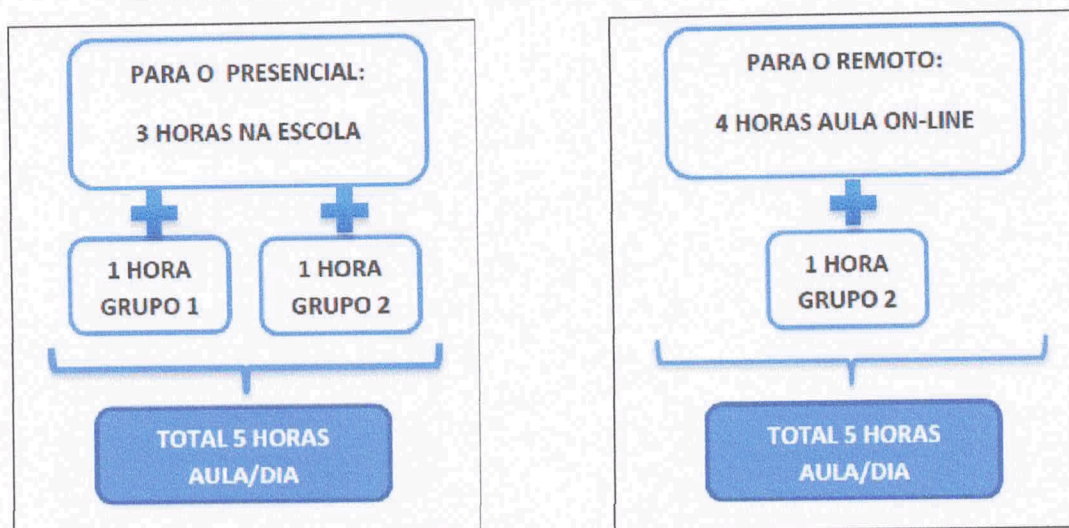 PARA O PRESENCIAL:
3 HORAS NA ESCOLA
1 HORA
GRUPO 1
1 HORA
GRUPO 2
TOTAL 5 HORAS
AULA/DIA
PARA O REMOTO:
4 HORAS AULA ON-LINE
1 HORA
GRUPO 2
TOTAL 5 HORAS
AULA/DIA